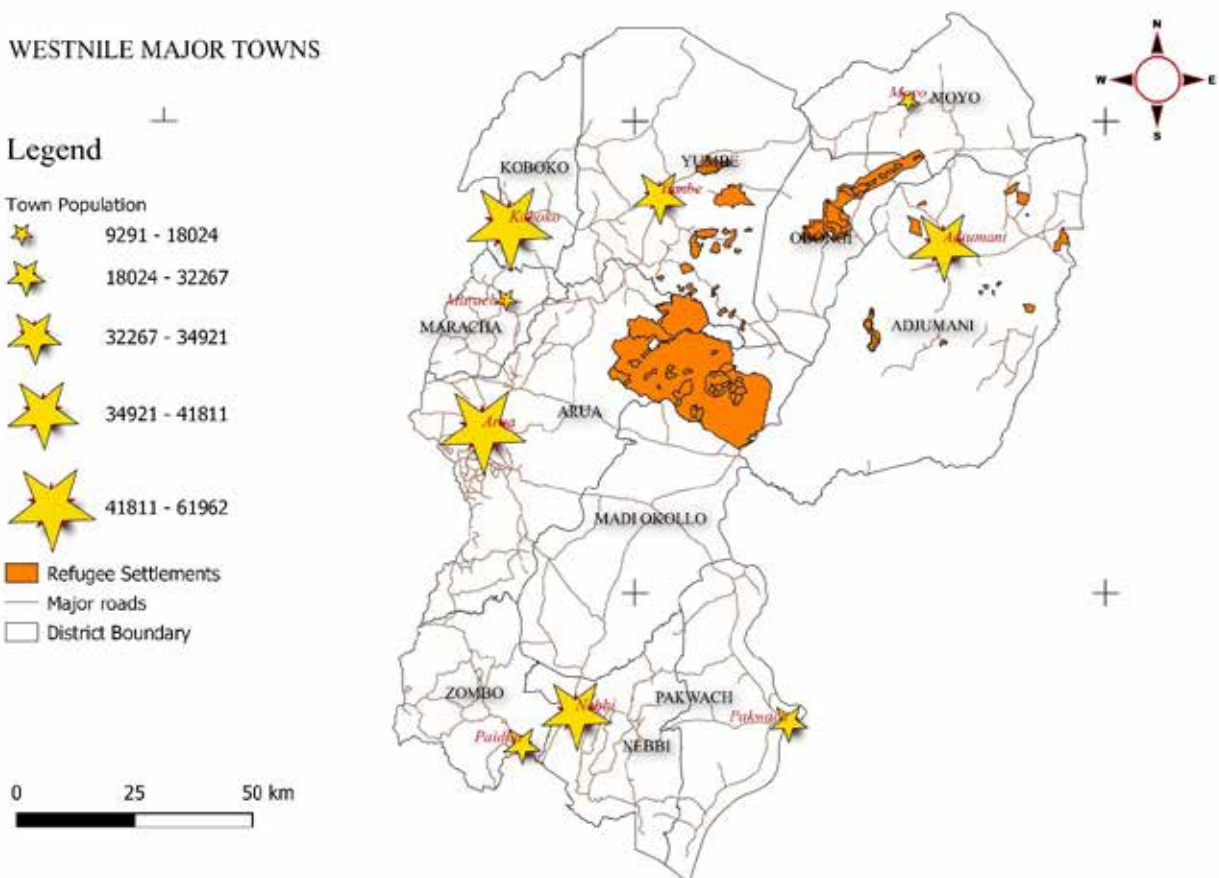 WESTNILE MAJOR TOWNS
Legend
Town Population
9291 - 18024
18024 - 32267
32267 - 34921
34921 - 41811
41811 - 61962
Refugee Settlements
Major roads
District Boundary
0 25 50 km
N
W E
S
Moyo MOYO
KOBOKO
YUMBE
Yumbe
Koboko
OBONGI
Adjumani
Maracha
MARACHA
ADJUMANI
ARUA
Arua
MADI OKOLLO
ZOMBO
PAKWACH
Nebbi
Pakwach
Paidha
NEBBI